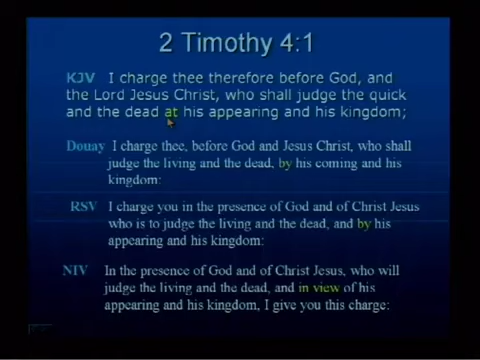 2 Timothy 4:1
KJV I charge thee therefore before God, and
the Lord Jesus Christ, who shall judge the quick
and the dead at his appearing and his kingdom;
Douay I charge thee, before God and Jesus Christ, who shall
judge the living and the dead, by his coming and his
kingdom:
RSV I charge you in the presence of God and of Christ Jesus
who is to judge the living and the dead, and by his
appearing and his kingdom:
NIV In the presence of God and of Christ Jesus, who will
judge the living and the dead, and in view of his
appearing and his kingdom, I give you this charge: